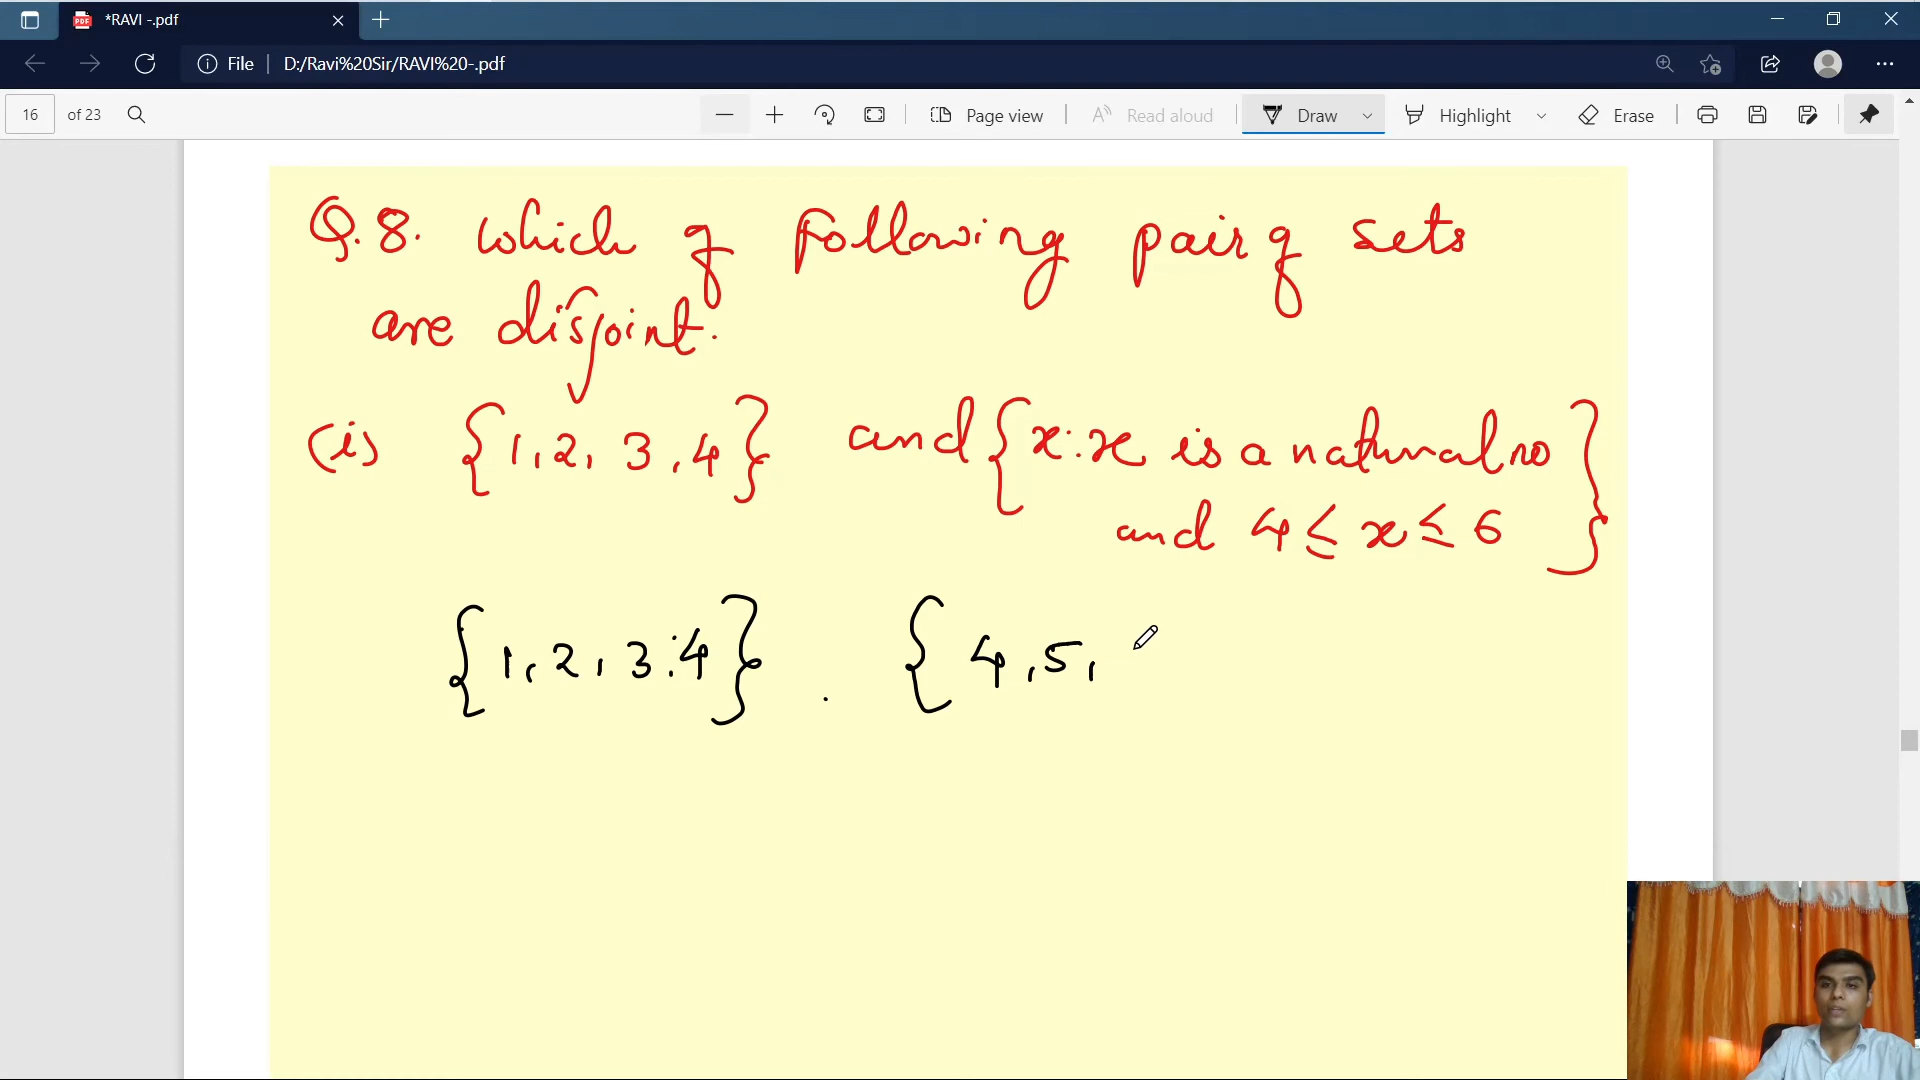 *RAVI -.pdf
File D:/Ravi%20Sir/RAVI%20-.pdf
16 of 23 Page view Read aloud Draw Highlight Erase
Q.8. Which of following pair of sets
are disjoint.
(i) {1,2, 3,4} and {x:x is a natural no
and 4 ≤ x ≤ 6}
{1,2,3,4} . {4,5,